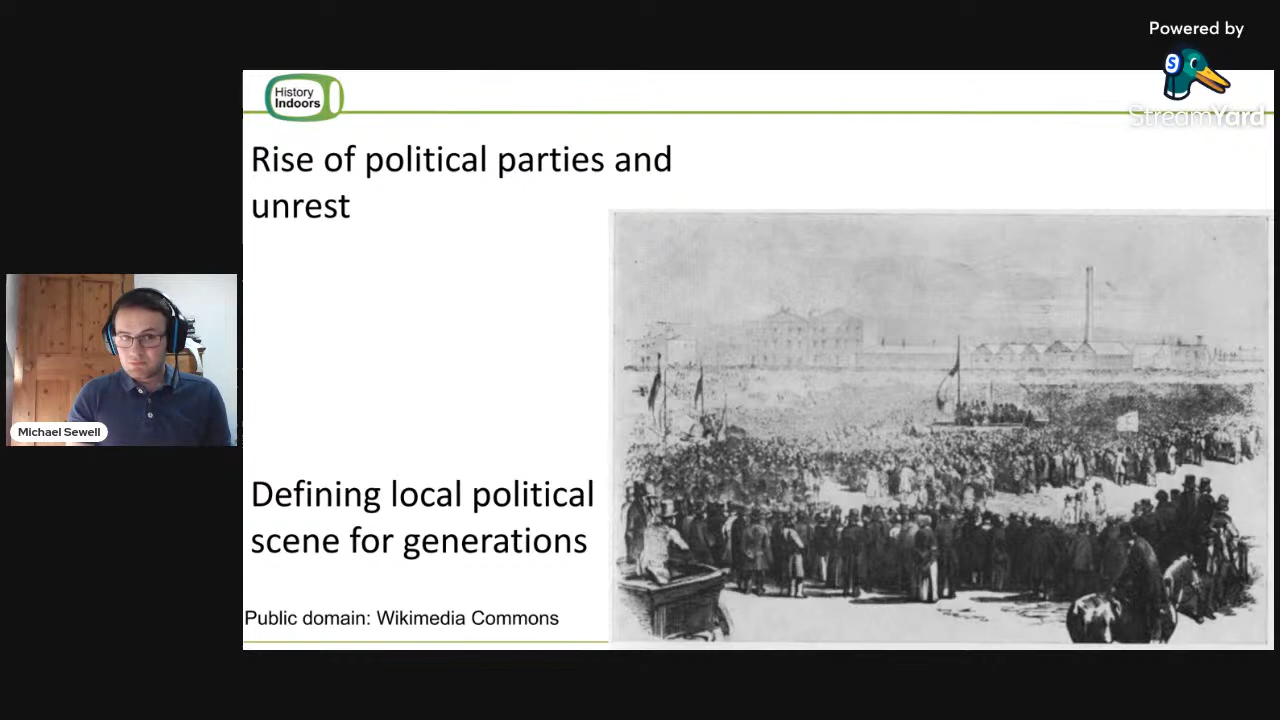 Powered by
StreamYard
History
Indoors
Rise of political parties and
unrest
Michael Sewell
Defining local political
scene for generations
Public domain: Wikimedia Commons